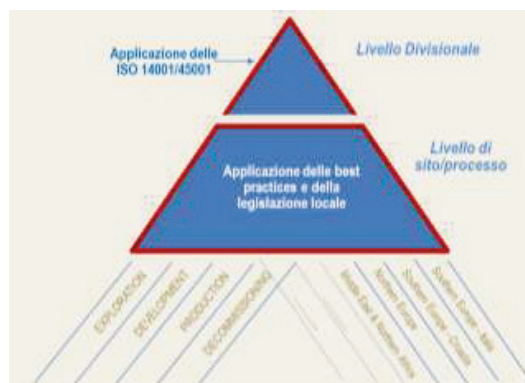 Applicazione delle
ISO 14001/45001
Livello Divisionale
Livello di
sito/processo
Applicazione delle best
practices e della
legislazione locale
EXPLORATION
DEVELOPMENT
PRODUCTION
DECOMMISSIONING
Middle East & Northern Africa
Northern Europe
Southern Europe - Croatia
Southern Europe - Italia